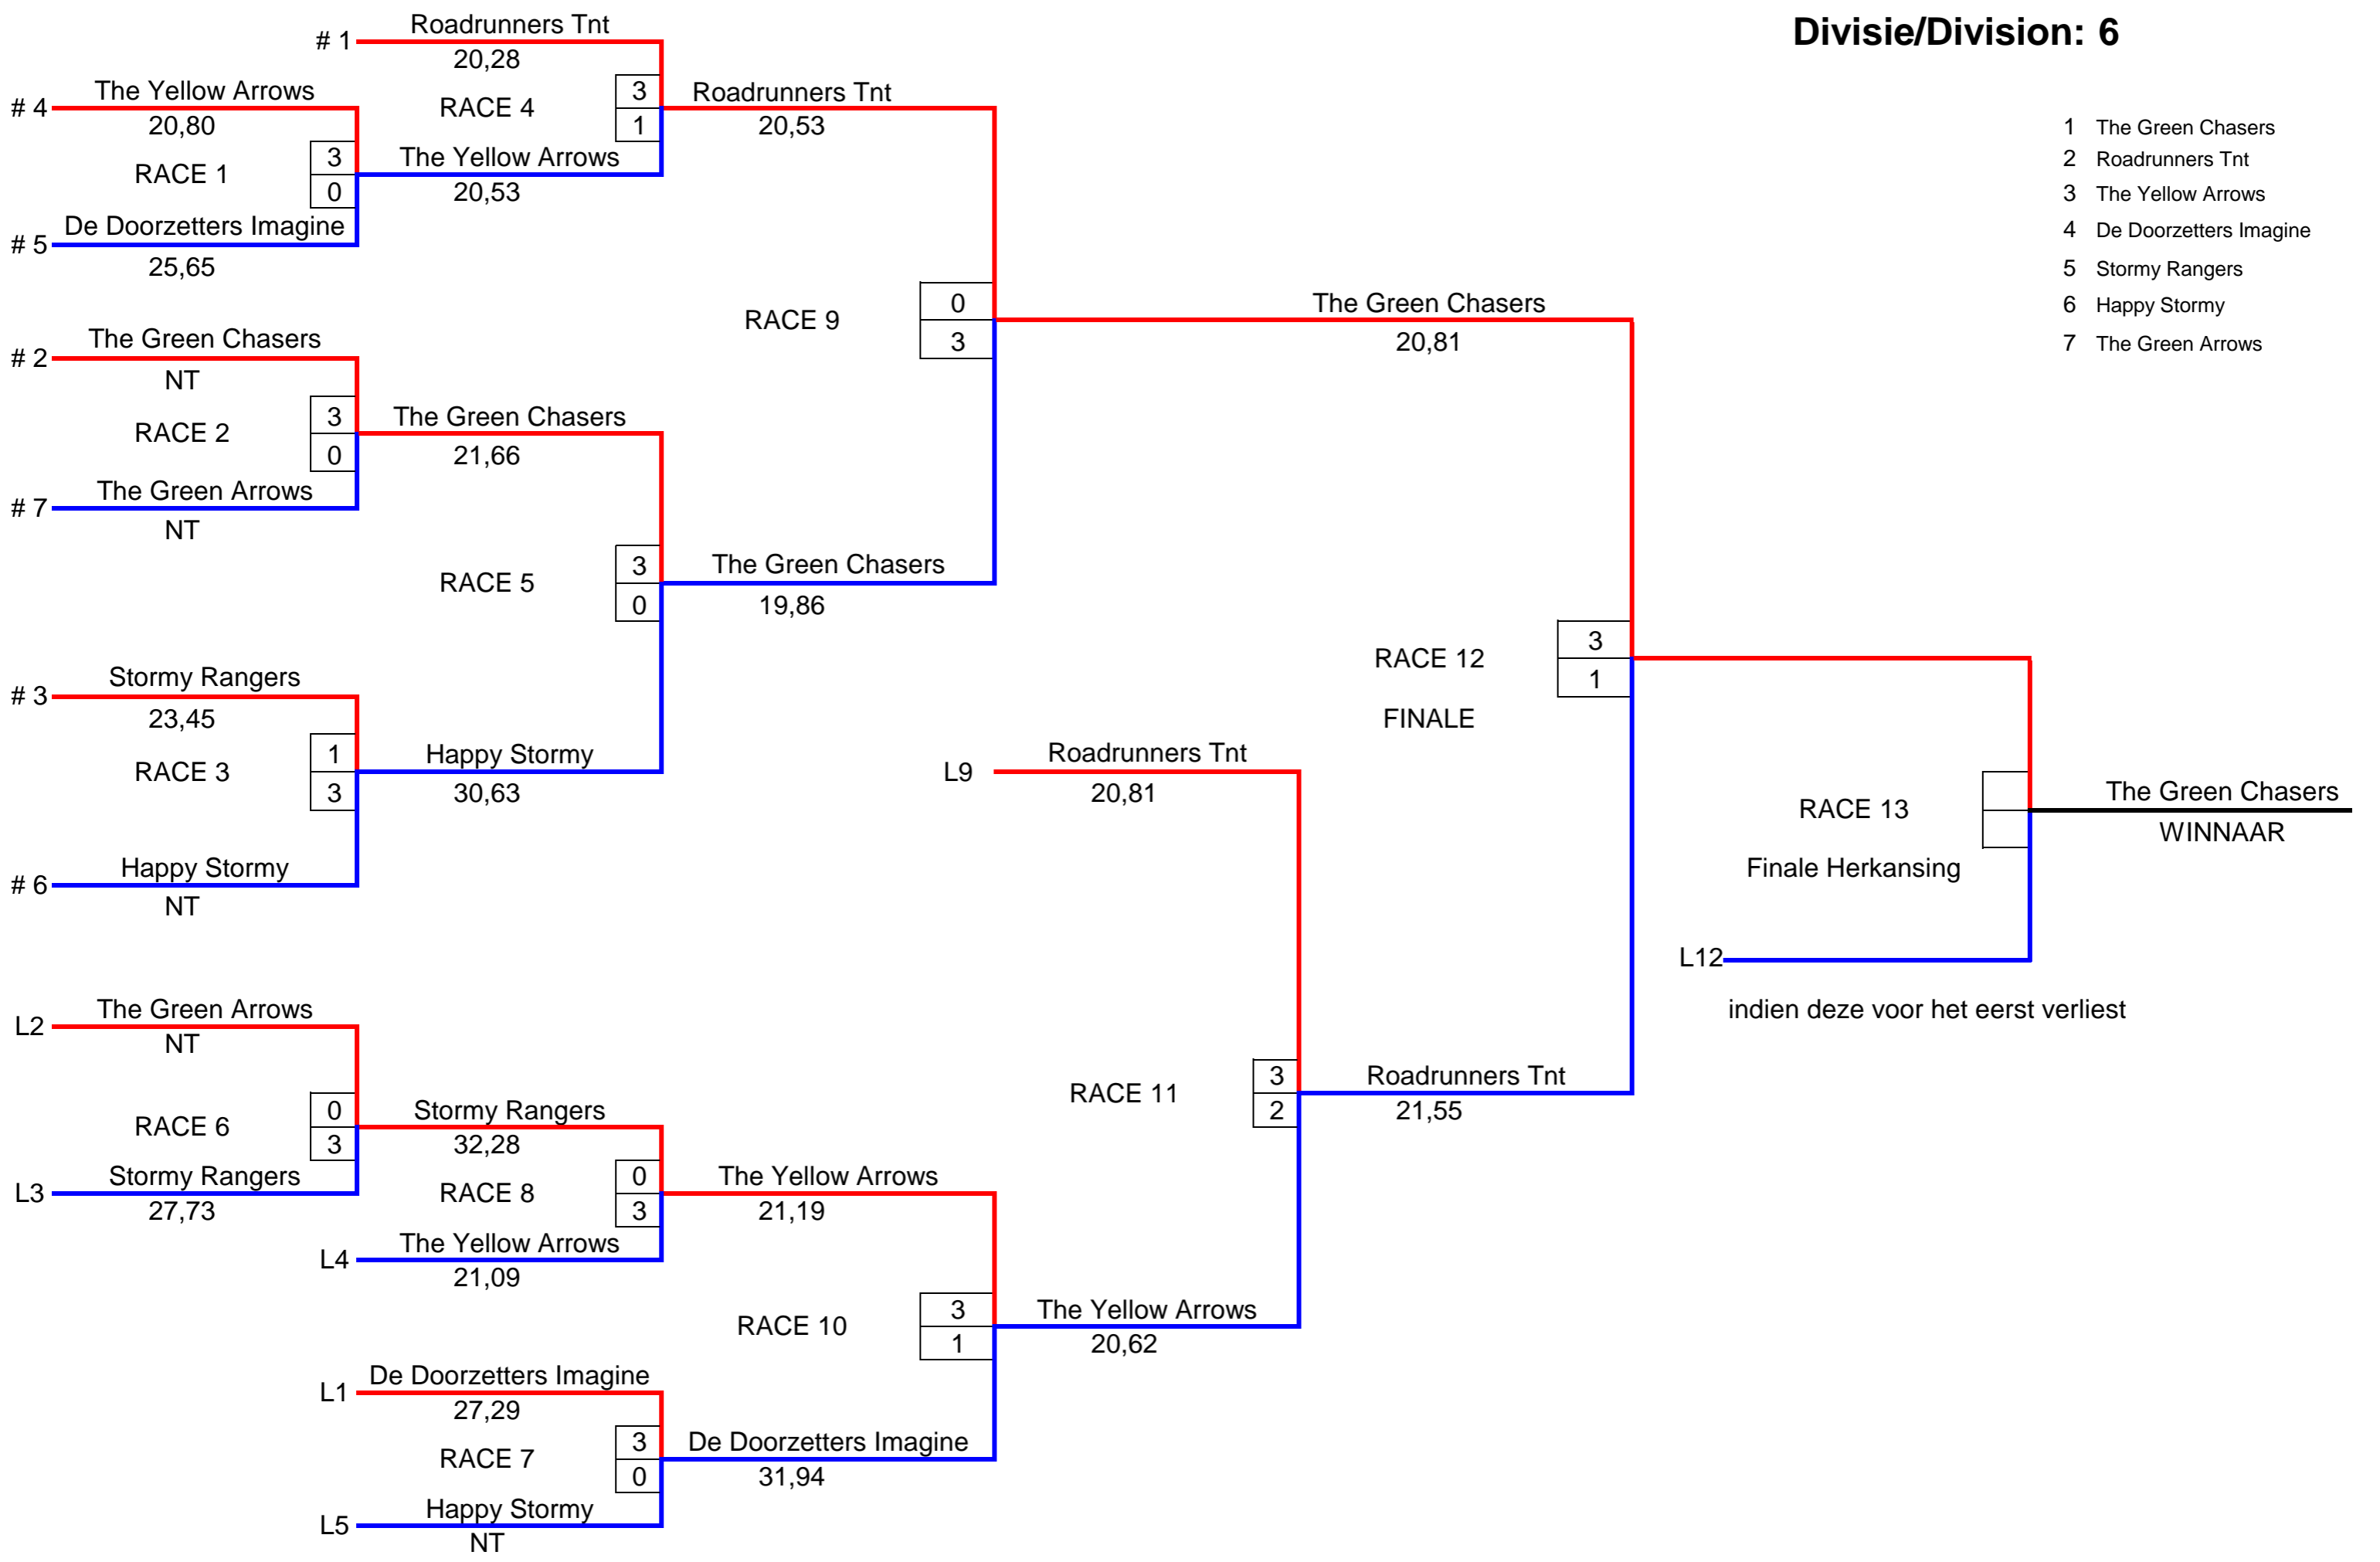 Divisie/Division: 6
1 The Green Chasers
2 Roadrunners Tnt
3 The Yellow Arrows
4 De Doorzetters Imagine
5 Stormy Rangers
6 Happy Stormy
7 The Green Arrows
# 1 Roadrunners Tnt
20,28
RACE 4
3
1
The Yellow Arrows
20,53
# 4 The Yellow Arrows
20,80
RACE 1
3
0
# 5 De Doorzetters Imagine
25,65
Roadrunners Tnt
20,53
# 2 The Green Chasers
NT
RACE 2
3
0
# 7 The Green Arrows
NT
The Green Chasers
21,66
RACE 5
3
0
The Green Chasers
19,86
RACE 9
0
3
The Green Chasers
20,81
# 3 Stormy Rangers
23,45
RACE 3
1
3
# 6 Happy Stormy
NT
Happy Stormy
30,63
L9 Roadrunners Tnt
20,81
RACE 12
3
1
FINALE
RACE 13
Finale Herkansing
The Green Chasers
WINNAAR
L12
indien deze voor het eerst verliest
L2 The Green Arrows
NT
RACE 6
0
3
L3 Stormy Rangers
27,73
Stormy Rangers
32,28
RACE 8
0
3
L4 The Yellow Arrows
21,09
The Yellow Arrows
21,19
RACE 11
3
2
Roadrunners Tnt
21,55
RACE 10
3
1
The Yellow Arrows
20,62
L1 De Doorzetters Imagine
27,29
RACE 7
3
0
L5 Happy Stormy
NT
De Doorzetters Imagine
31,94